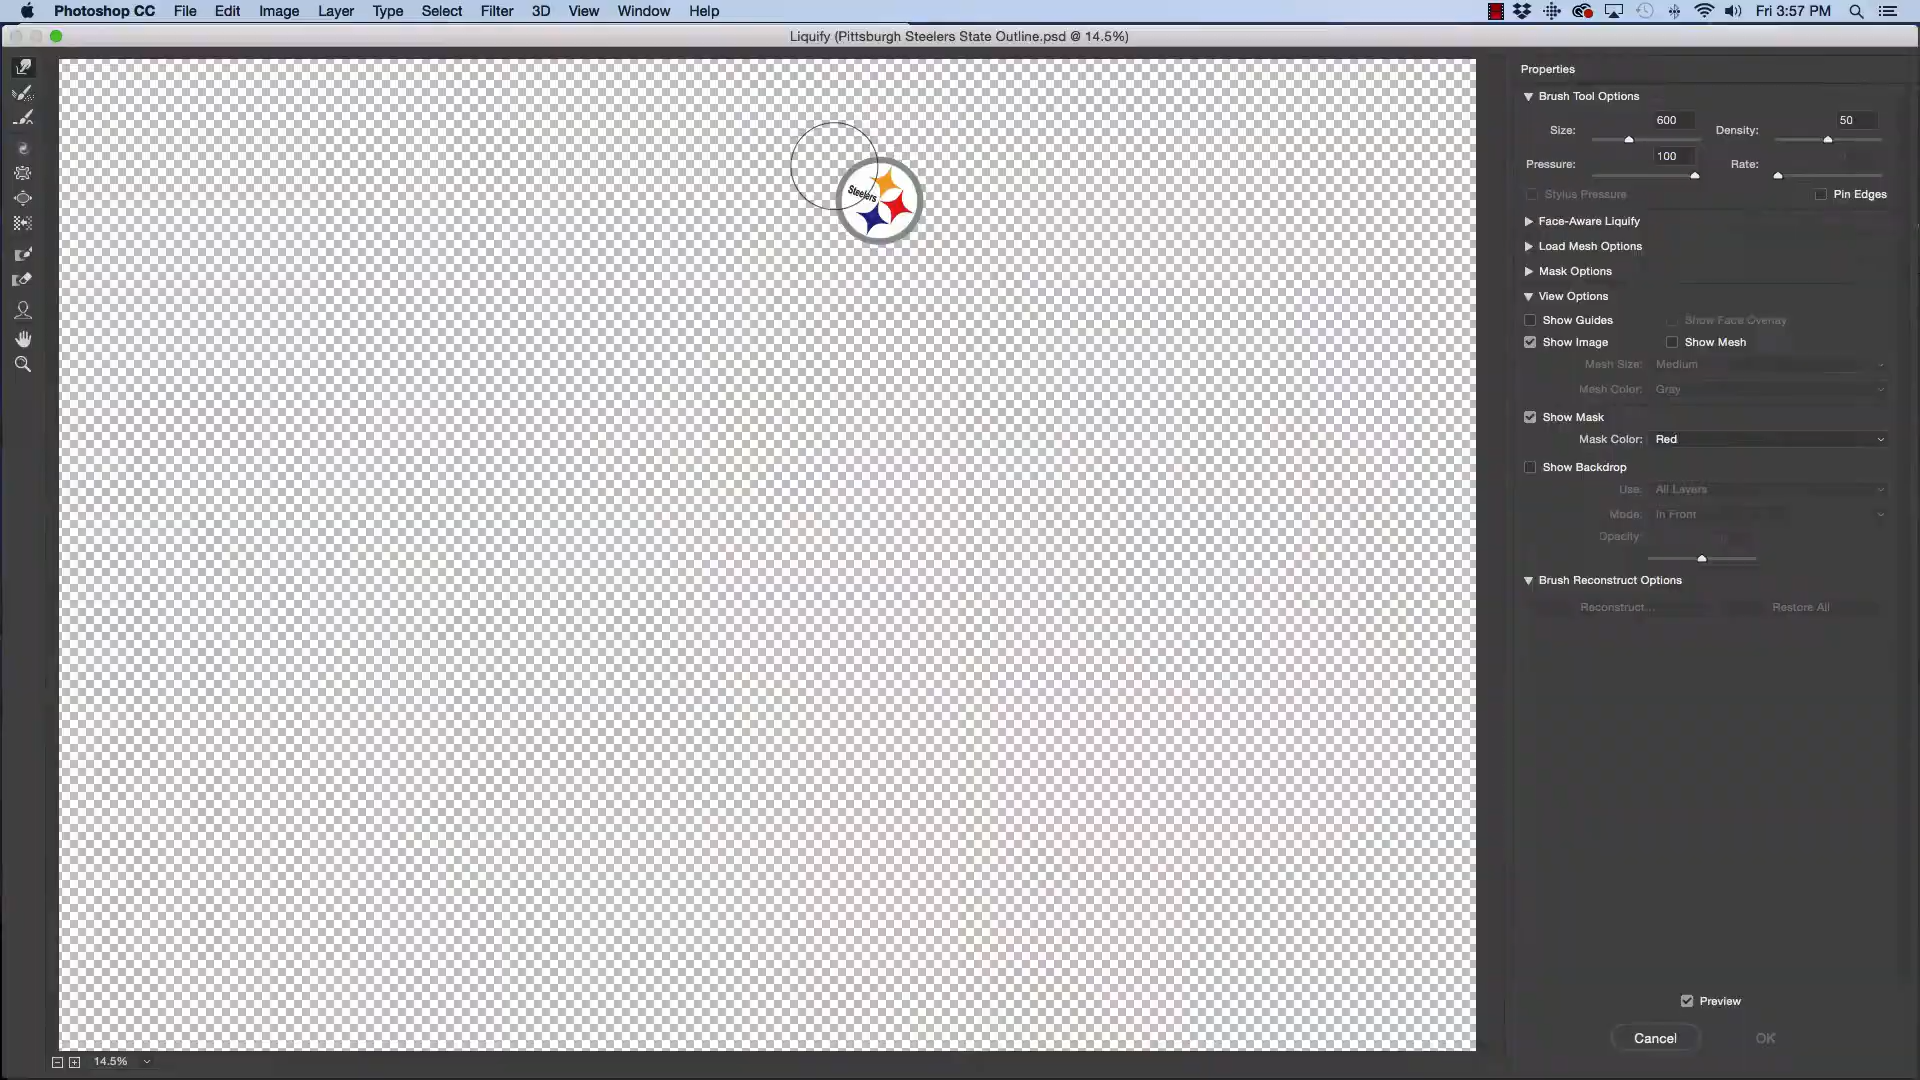 Photoshop CC File Edit Image Layer Type Select Filter 3D View Window Help Fri 3:57 PM
Liquify (Pittsburgh Steelers State Outline.psd @ 14.5%)
Properties
Brush Tool Options
Size: 600 Density: 50
Pressure: 100 Rate:
Stylus Pressure Pin Edges
Face-Aware Liquify
Load Mesh Options
Mask Options
View Options
Show Guides Show Face Overlay
Show Image Show Mesh
Mesh Size: Medium
Mesh Color: Gray
Show Mask
Mask Color: Red
Show Backdrop
Use: All Layers
Mode: In Front
Opacity:
Brush Reconstruct Options
Reconstruct... Restore All
Steelers
Preview
Cancel OK
14.5%